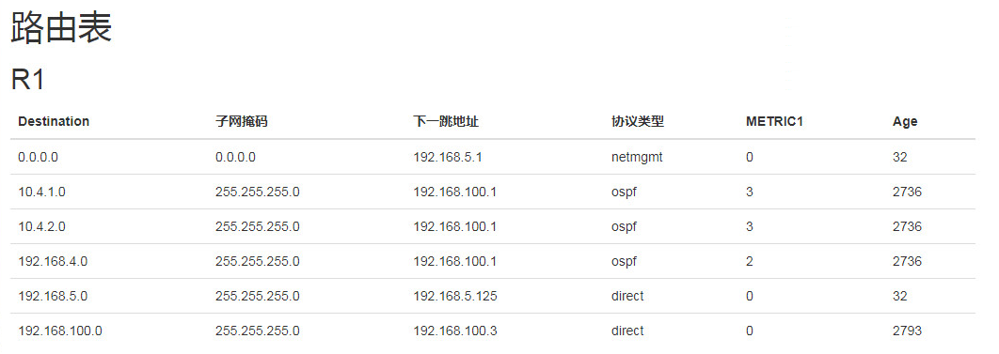 路由表
R1
Destination 子网掩码 下一跳地址 协议类型 METRIC1 Age
0.0.0.0 0.0.0.0 192.168.5.1 netmgmt 0 32
10.4.1.0 255.255.255.0 192.168.100.1 ospf 3 2736
10.4.2.0 255.255.255.0 192.168.100.1 ospf 3 2736
192.168.4.0 255.255.255.0 192.168.100.1 ospf 2 2736
192.168.5.0 255.255.255.0 192.168.5.125 direct 0 32
192.168.100.0 255.255.255.0 192.168.100.3 direct 0 2793